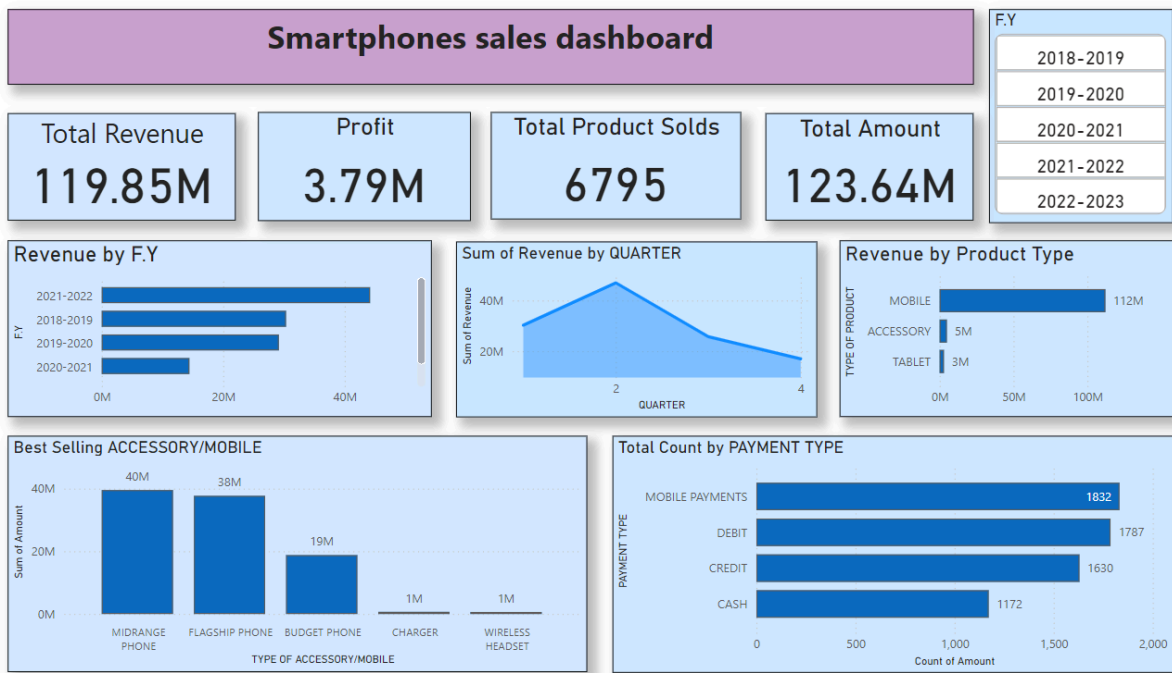 Smartphones sales dashboard
F.Y
2018-2019
2019-2020
2020-2021
2021-2022
2022-2023
Total Revenue
119.85M
Profit
3.79M
Total Product Solds
6795
Total Amount
123.64M
Revenue by F.Y
F.Y
2021-2022
2018-2019
2019-2020
2020-2021
0M 20M 40M
Sum of Revenue by QUARTER
Sum of Revenue
40M
20M
2 4
QUARTER
Revenue by Product Type
TYPE OF PRODUCT
MOBILE 112M
ACCESSORY 5M
TABLET 3M
0M 50M 100M
Best Selling ACCESSORY/MOBILE
Sum of Amount
40M
20M
0M
40M 38M 19M 1M 1M
MIDRANGE FLAGSHIP PHONE BUDGET PHONE CHARGER WIRELESS
PHONE HEADSET
TYPE OF ACCESSORY/MOBILE
Total Count by PAYMENT TYPE
PAYMENT TYPE
MOBILE PAYMENTS 1832
DEBIT 1787
CREDIT 1630
CASH 1172
0 500 1,000 1,500 2,000
Count of Amount